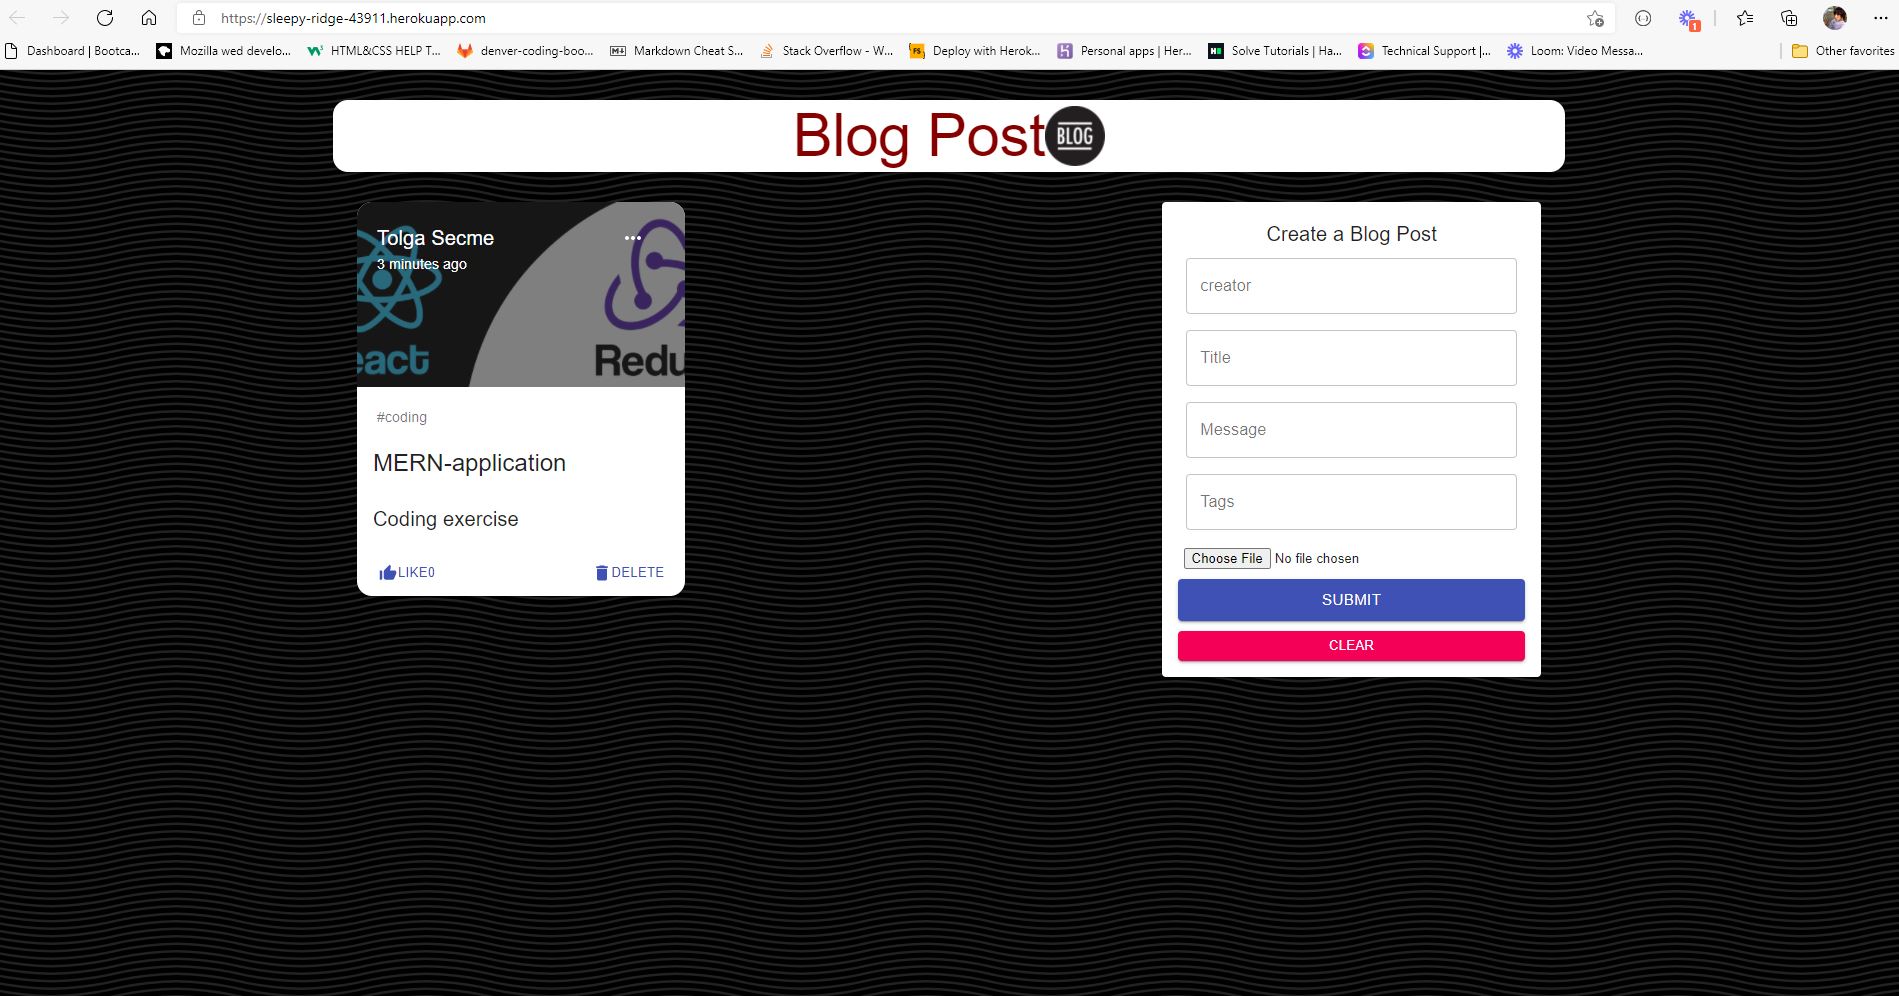 https://sleepy-ridge-43911.herokuapp.com
1
Dashboard | Bootca... Mozilla wed develo... HTML&CSS HELP T... denver-coding-boo... Markdown Cheat S... Stack Overflow - W... Deploy with Herok... Personal apps | Her... Solve Tutorials | Ha... Technical Support |... Loom: Video Messa... Other favorites
Blog Post BLOG
Tolga Secme
3 minutes ago
eact
Redu
#coding
MERN-application
Coding exercise
LIKE0 DELETE
Create a Blog Post
creator
Title
Message
Tags
Choose File No file chosen
SUBMIT
CLEAR